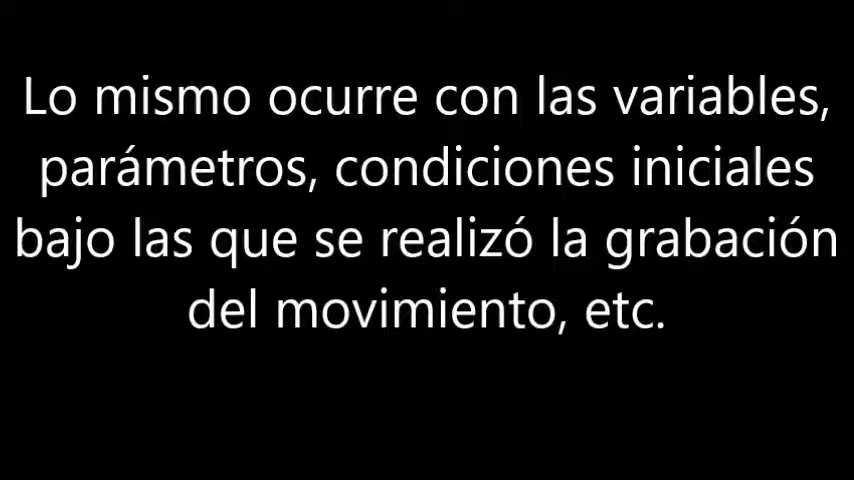 Lo mismo ocurre con las variables,
parámetros, condiciones iniciales
bajo las que se realizó la grabación
del movimiento, etc.